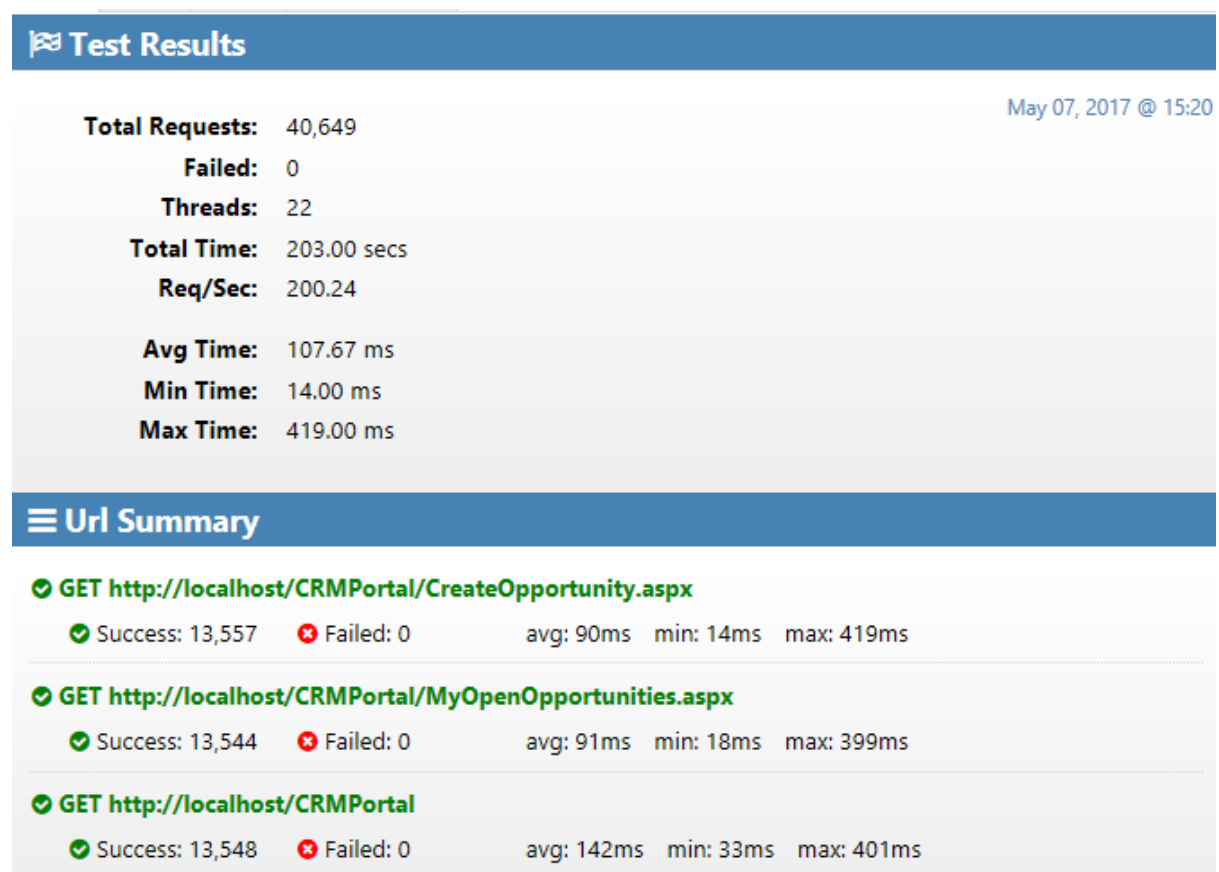 Test Results
May 07, 2017 @ 15:20
Total Requests: 40,649
Failed: 0
Threads: 22
Total Time: 203.00 secs
Req/Sec: 200.24
Avg Time: 107.67 ms
Min Time: 14.00 ms
Max Time: 419.00 ms
Url Summary
GET http://localhost/CRMPortal/CreateOpportunity.aspx
Success: 13,557 Failed: 0 avg: 90ms min: 14ms max: 419ms
GET http://localhost/CRMPortal/MyOpenOpportunities.aspx
Success: 13,544 Failed: 0 avg: 91ms min: 18ms max: 399ms
GET http://localhost/CRMPortal
Success: 13,548 Failed: 0 avg: 142ms min: 33ms max: 401ms